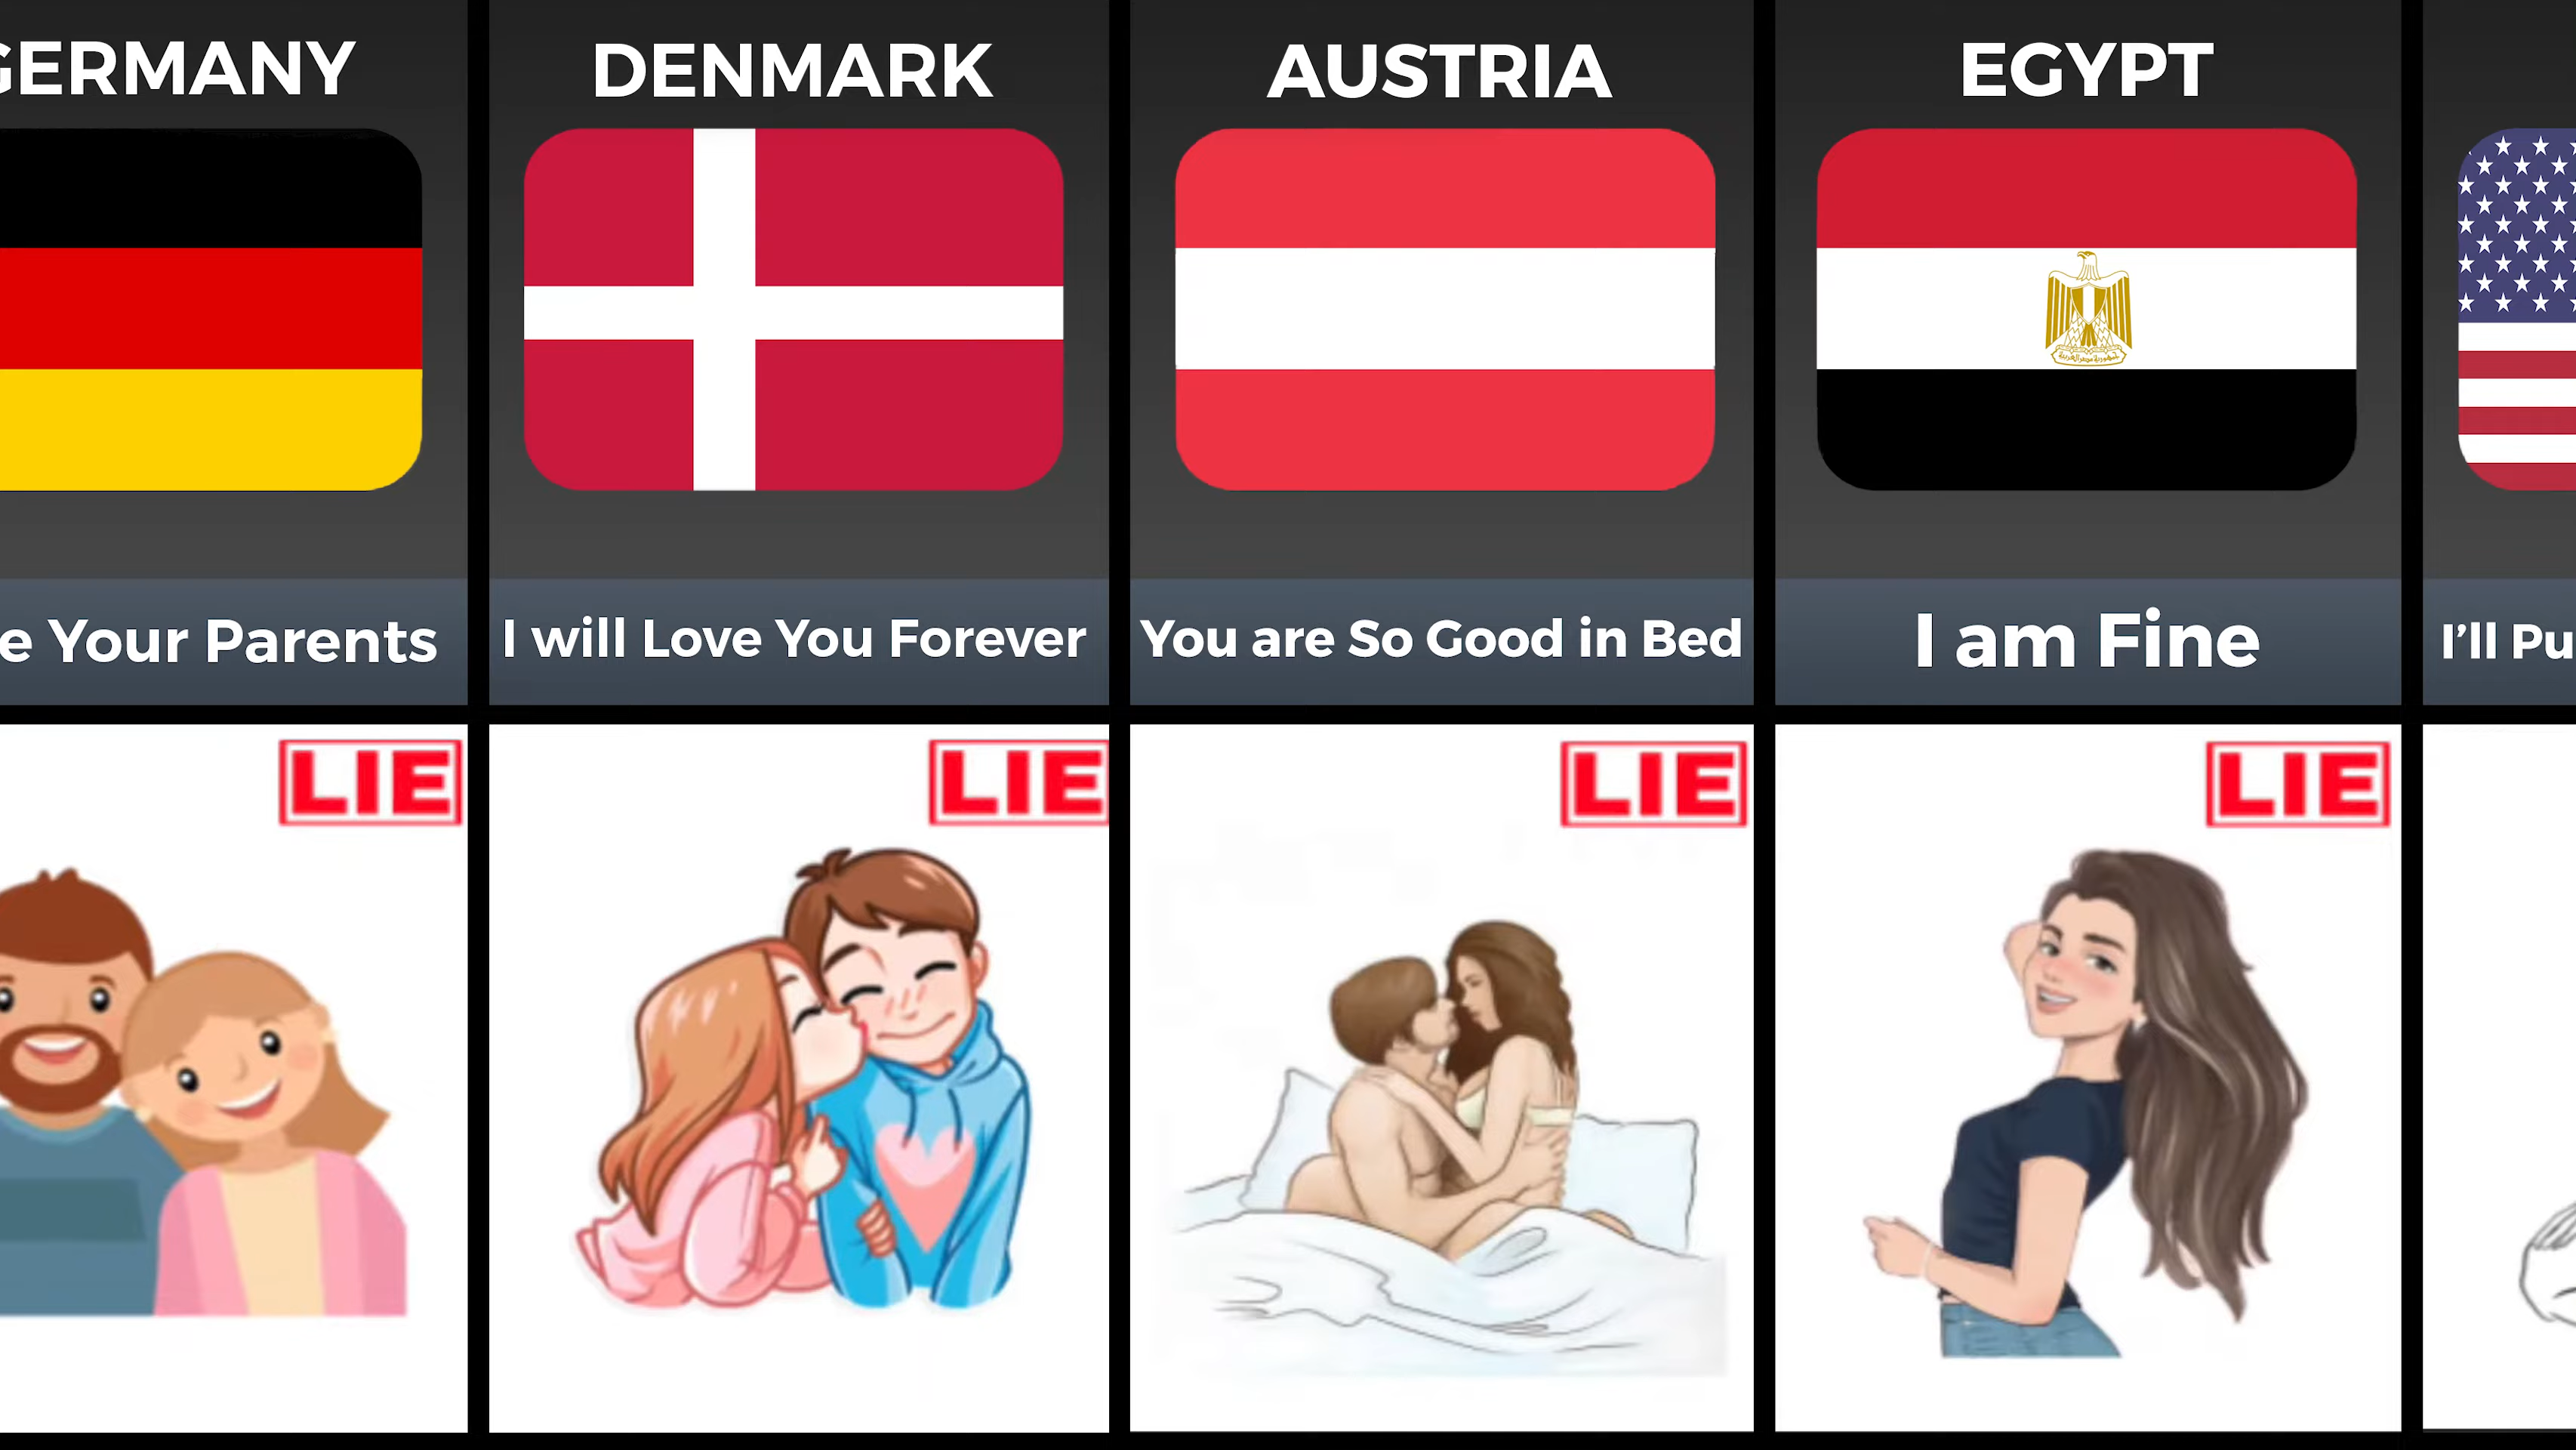 GERMANY
DENMARK
AUSTRIA
EGYPT
e Your Parents
I will Love You Forever
You are So Good in Bed
I am Fine
I'll Pu
LIE
LIE
LIE
LIE